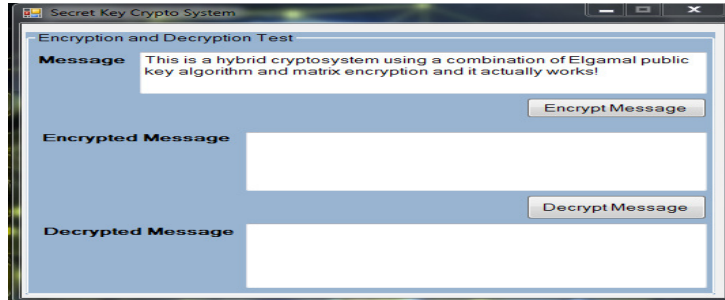 Secret Key Crypto System
Encryption and Decryption Test
Message
This is a hybrid cryptosystem using a combination of Elgamal public
key algorithm and matrix encryption and it actually works!
Encrypt Message
Encrypted Message
Decrypt Message
Decrypted Message